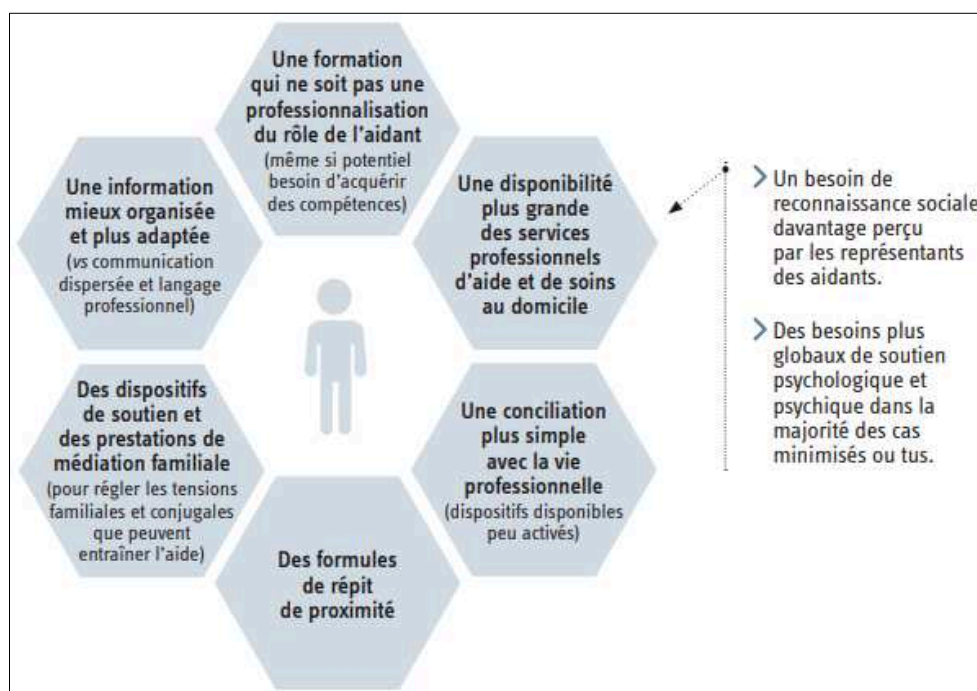 Une formation
qui ne soit pas une
professionnalisation
du rôle de l'aidant
(même si potentiel
besoin d'acquérir
des compétences)
Une information
mieux organisée
et plus adaptée
(vs communication
dispersée et langage
professionnel)
Une disponibilité
plus grande
des services
professionnels
d'aide et de soins
au domicile
Des dispositifs
de soutien et
des prestations de
médiation familiale
(pour régler les tensions
familiales et conjugales
que peuvent
entraîner l'aide)
Une conciliation
plus simple
avec la vie
professionnelle
(dispositifs disponibles
peu activés)
Des formules
de répit
de proximité
Un besoin de
reconnaissance sociale
davantage perçu
par les représentants
des aidants.
Des besoins plus
globaux de soutien
psychologique et
psychique dans la
majorité des cas
minimisés ou tus.